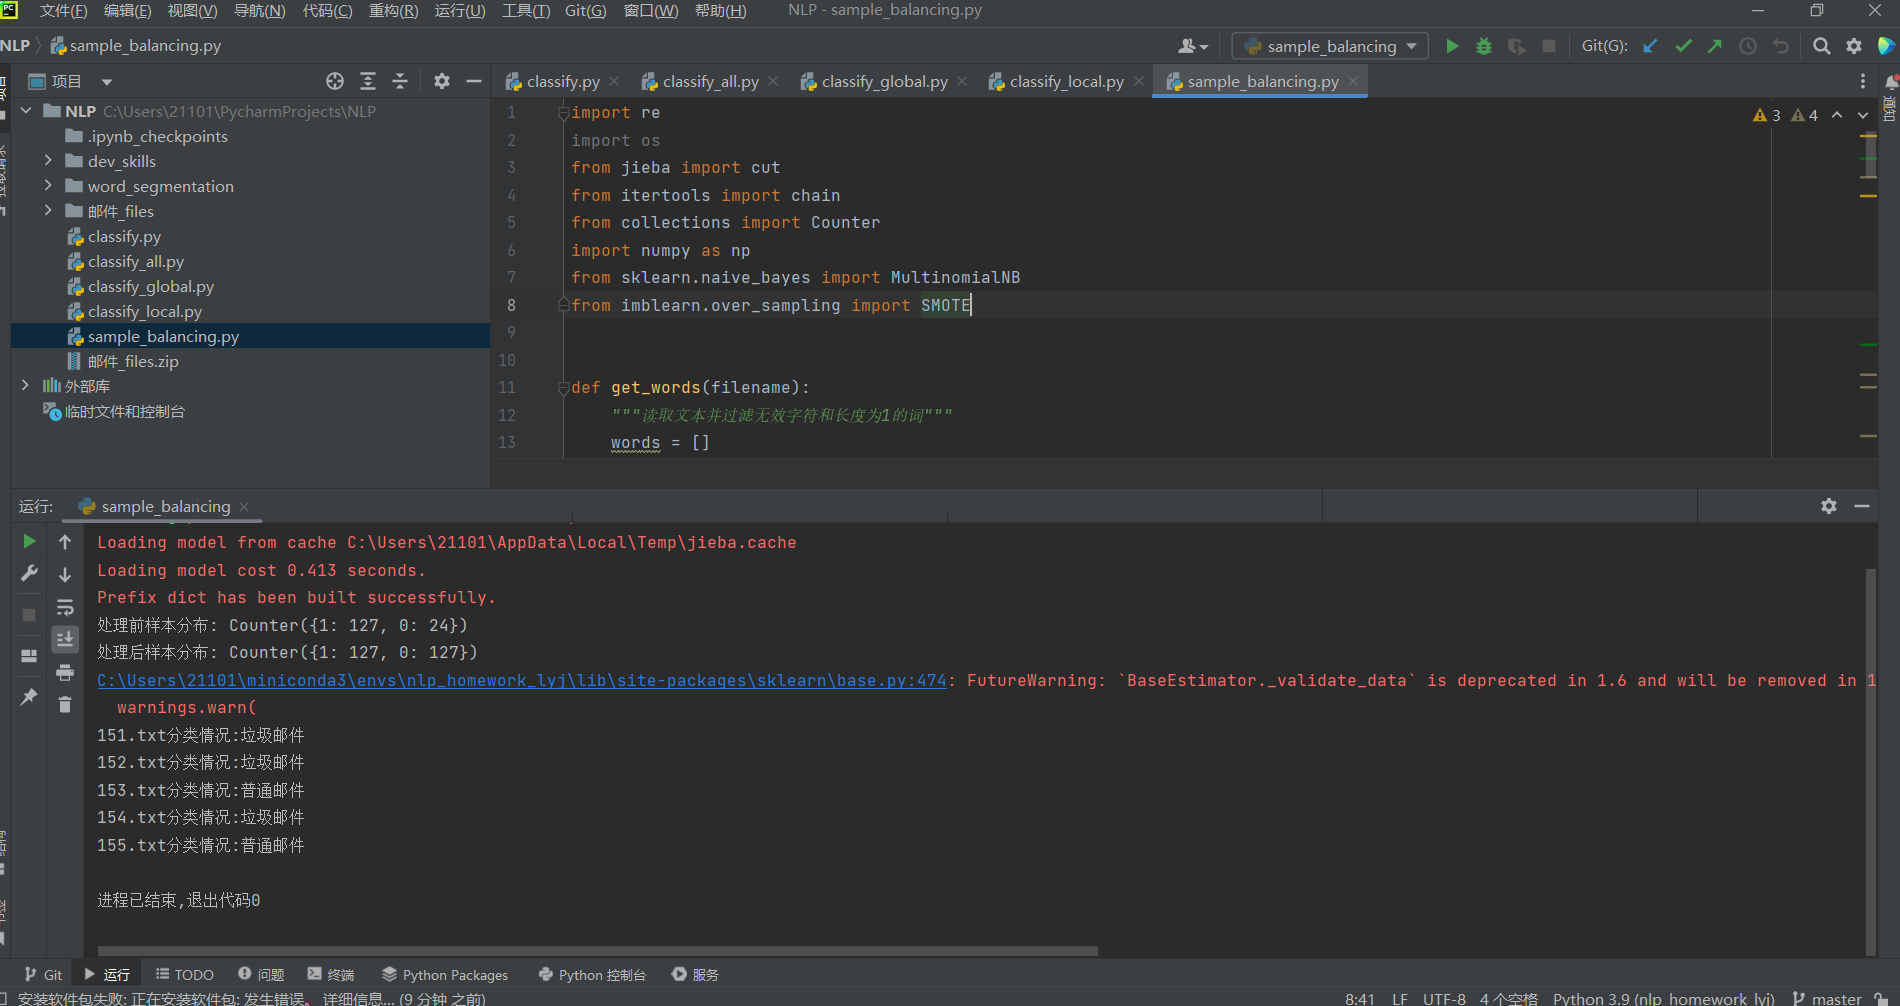 PC 文件(F) 编辑(E) 视图(V) 导航(N) 代码(C) 重构(R) 运行(U) 工具(T) Git(G) 窗口(W) 帮助(H) NLP - sample_balancing.py
NLP sample_balancing.py sample_balancing Git(G):
项目 classify.py classify_all.py classify_global.py classify_local.py sample_balancing.py
NLP C:\Users\21101\PycharmProjects\NLP
.ipynb_checkpoints
dev_skills
word_segmentation
邮件_files
classify.py
classify_all.py
classify_global.py
classify_local.py
sample_balancing.py
邮件_files.zip
外部库
临时文件和控制台
3 4
通知
1 import re
2 import os
3 from jieba import cut
4 from itertools import chain
5 from collections import Counter
6 import numpy as np
7 from sklearn.naive_bayes import MultinomialNB
8 from imblearn.over_sampling import SMOTE
9
10
11 def get_words(filename):
12 """读取文本并过滤无效字符和长度为1的词"""
13 words = []
运行: sample_balancing
Loading model from cache C:\Users\21101\AppData\Local\Temp\jieba.cache
Loading model cost 0.413 seconds.
Prefix dict has been built successfully.
处理前样本分布: Counter({1: 127, 0: 24})
处理后样本分布: Counter({1: 127, 0: 127})
C:\Users\21101\miniconda3\envs\nlp_homework_lyj\lib\site-packages\sklearn\base.py:474: FutureWarning: `BaseEstimator._validate_data` is deprecated in 1.6 and will be removed in 1
warnings.warn(
151.txt分类情况:垃圾邮件
152.txt分类情况:垃圾邮件
153.txt分类情况:普通邮件
154.txt分类情况:垃圾邮件
155.txt分类情况:普通邮件
进程已结束,退出代码0
Git 运行 TODO 问题 终端 Python Packages Python 控制台 服务
安装软件包失败: 正在安装软件包: 发生错误。 详细信息... (9 分钟 之前) 8:41 LF UTF-8 4 个空格 Python 3.9 (nlp_homework_lyj) master